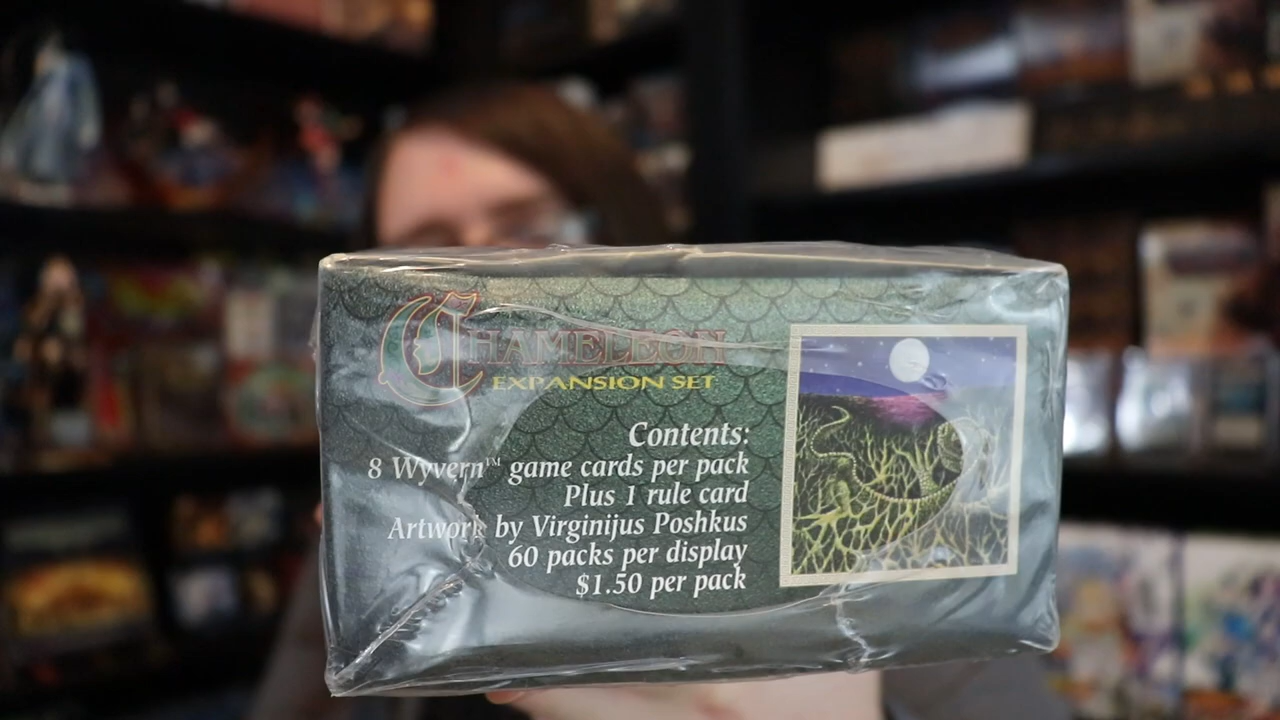 CHAMELEON
EXPANSION SET
Contents:
8 Wyvern™ game cards per pack
Plus 1 rule card
Artwork by Virginijus Poshkus
60 packs per display
$1.50 per pack